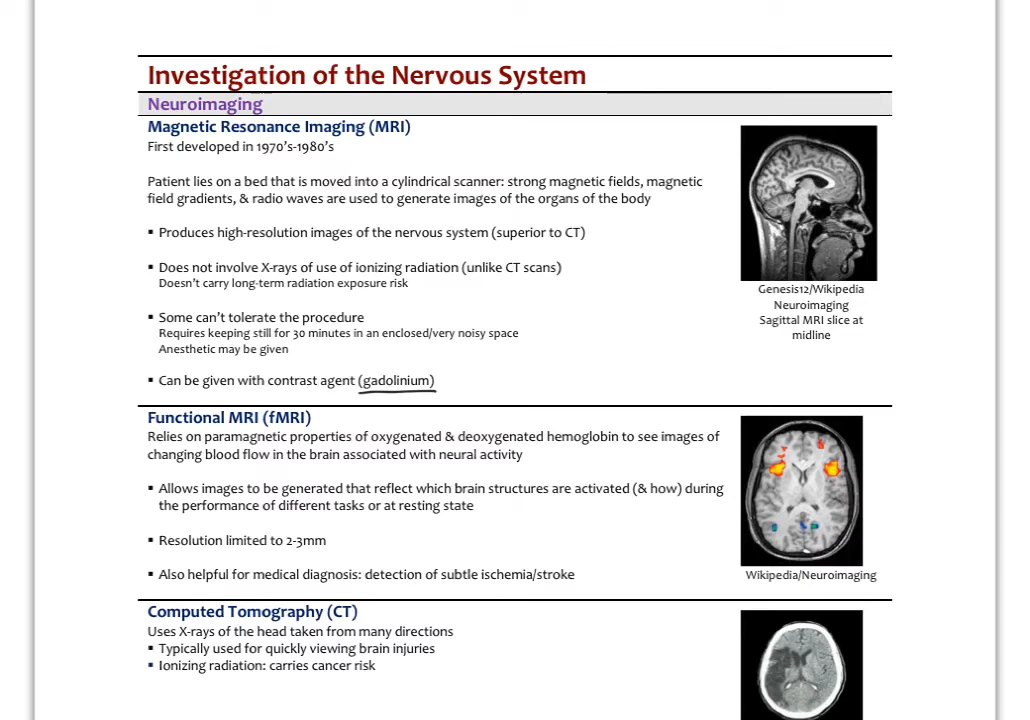 Investigation of the Nervous System
Neuroimaging
Magnetic Resonance Imaging (MRI)
First developed in 1970's-1980's
Patient lies on a bed that is moved into a cylindrical scanner: strong magnetic fields, magnetic
field gradients, & radio waves are used to generate images of the organs of the body
▪ Produces high-resolution images of the nervous system (superior to CT)
▪ Does not involve X-rays of use of ionizing radiation (unlike CT scans)
Doesn't carry long-term radiation exposure risk
▪ Some can't tolerate the procedure
Requires keeping still for 30 minutes in an enclosed/very noisy space
Anesthetic may be given
▪ Can be given with contrast agent (gadolinium)
Genesis12/Wikipedia
Neuroimaging
Sagittal MRI slice at
midline
Functional MRI (fMRI)
Relies on paramagnetic properties of oxygenated & deoxygenated hemoglobin to see images of
changing blood flow in the brain associated with neural activity
▪ Allows images to be generated that reflect which brain structures are activated (& how) during
the performance of different tasks or at resting state
▪ Resolution limited to 2-3mm
▪ Also helpful for medical diagnosis: detection of subtle ischemia/stroke
Wikipedia/Neuroimaging
Computed Tomography (CT)
Uses X-rays of the head taken from many directions
▪ Typically used for quickly viewing brain injuries
▪ Ionizing radiation: carries cancer risk